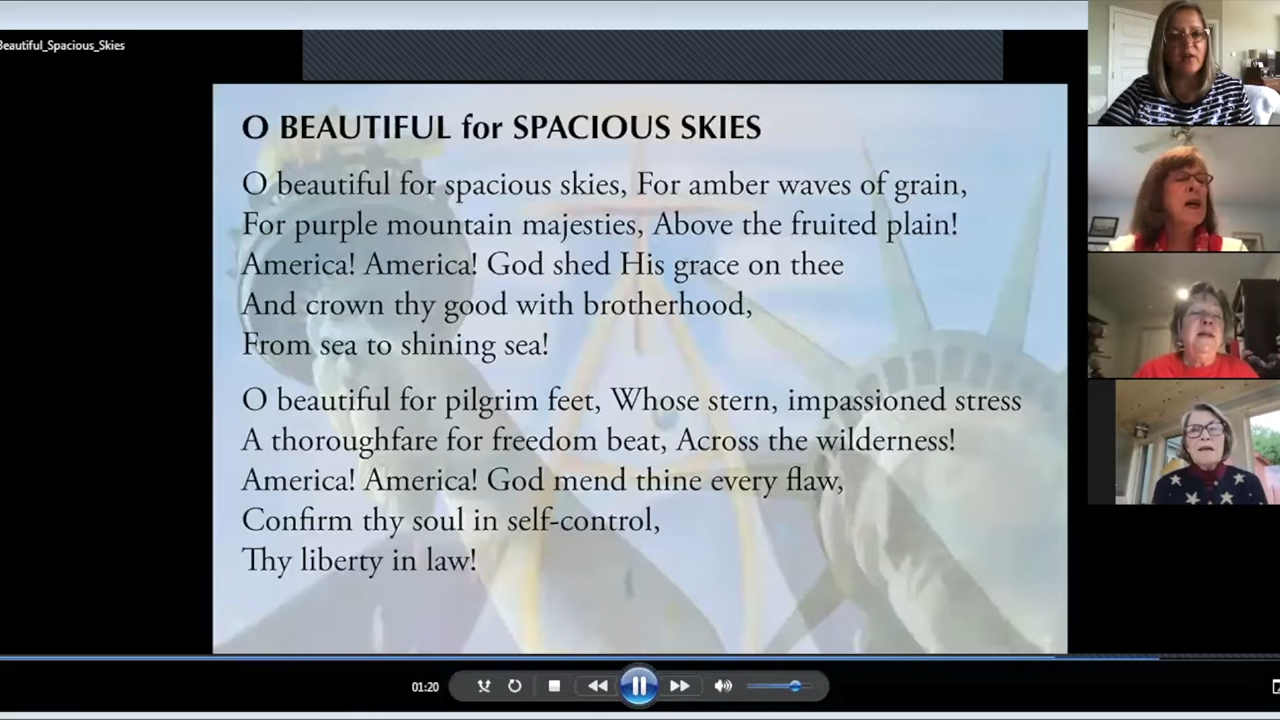 Beautiful_Spacious_Skies
O BEAUTIFUL for SPACIOUS SKIES
O beautiful for spacious skies, For amber waves of grain,
For purple mountain majesties, Above the fruited plain!
America! America! God shed His grace on thee
And crown thy good with brotherhood,
From sea to shining sea!
O beautiful for pilgrim feet, Whose stern, impassioned stress
A thoroughfare for freedom beat, Across the wilderness!
America! America! God mend thine every flaw,
Confirm thy soul in self-control,
Thy liberty in law!
01:20